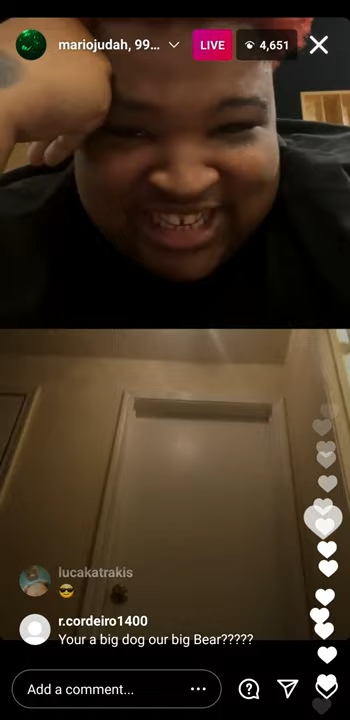 mariojudah, 99...
LIVE
4,651
lucakatrakis
😎
r.cordeiro1400
Your a big dog our big Bear?????
Add a comment...